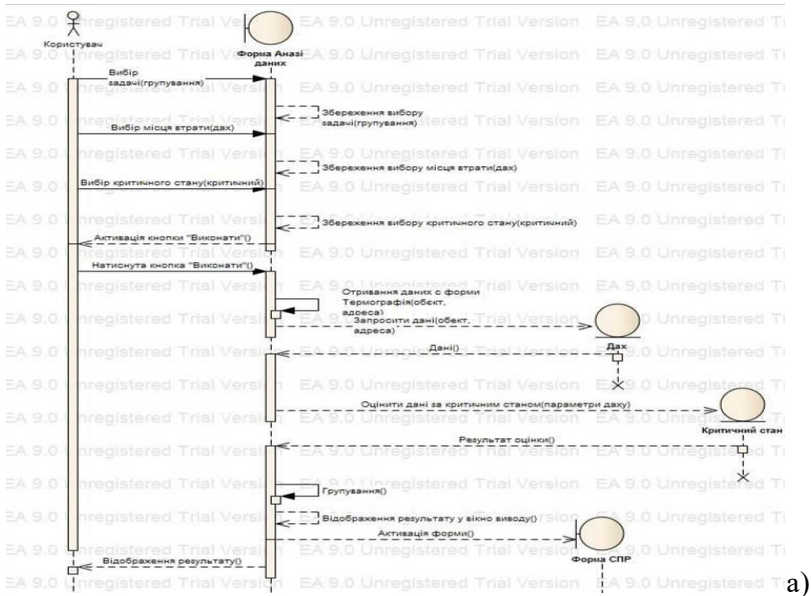 Користувач
Форма Аналі
даних
Вибір
задачі(групування)
Збереження вибору
задачі(групування)
Вибір місця втрати(дах)
Збереження вибору місця втрати(дах)
Вибір критичного стану(критичний)
Збереження вибору критичного стану(критичний)
Активація кнопки "Виконати"()
Натиснута кнопка "Виконати"()
Отривання даних с форми
Термографія(обєкт,
адреса)
Запросити дані(обект,
адреса)
Дах
Дані()
Оцінити дані за критичним станом(параметри даху)
Критичний стан
Результат оцінки()
Групування()
Відображення результату у вікно виводу()
Активація форми()
Форма СПР
Відображення результату()
а)